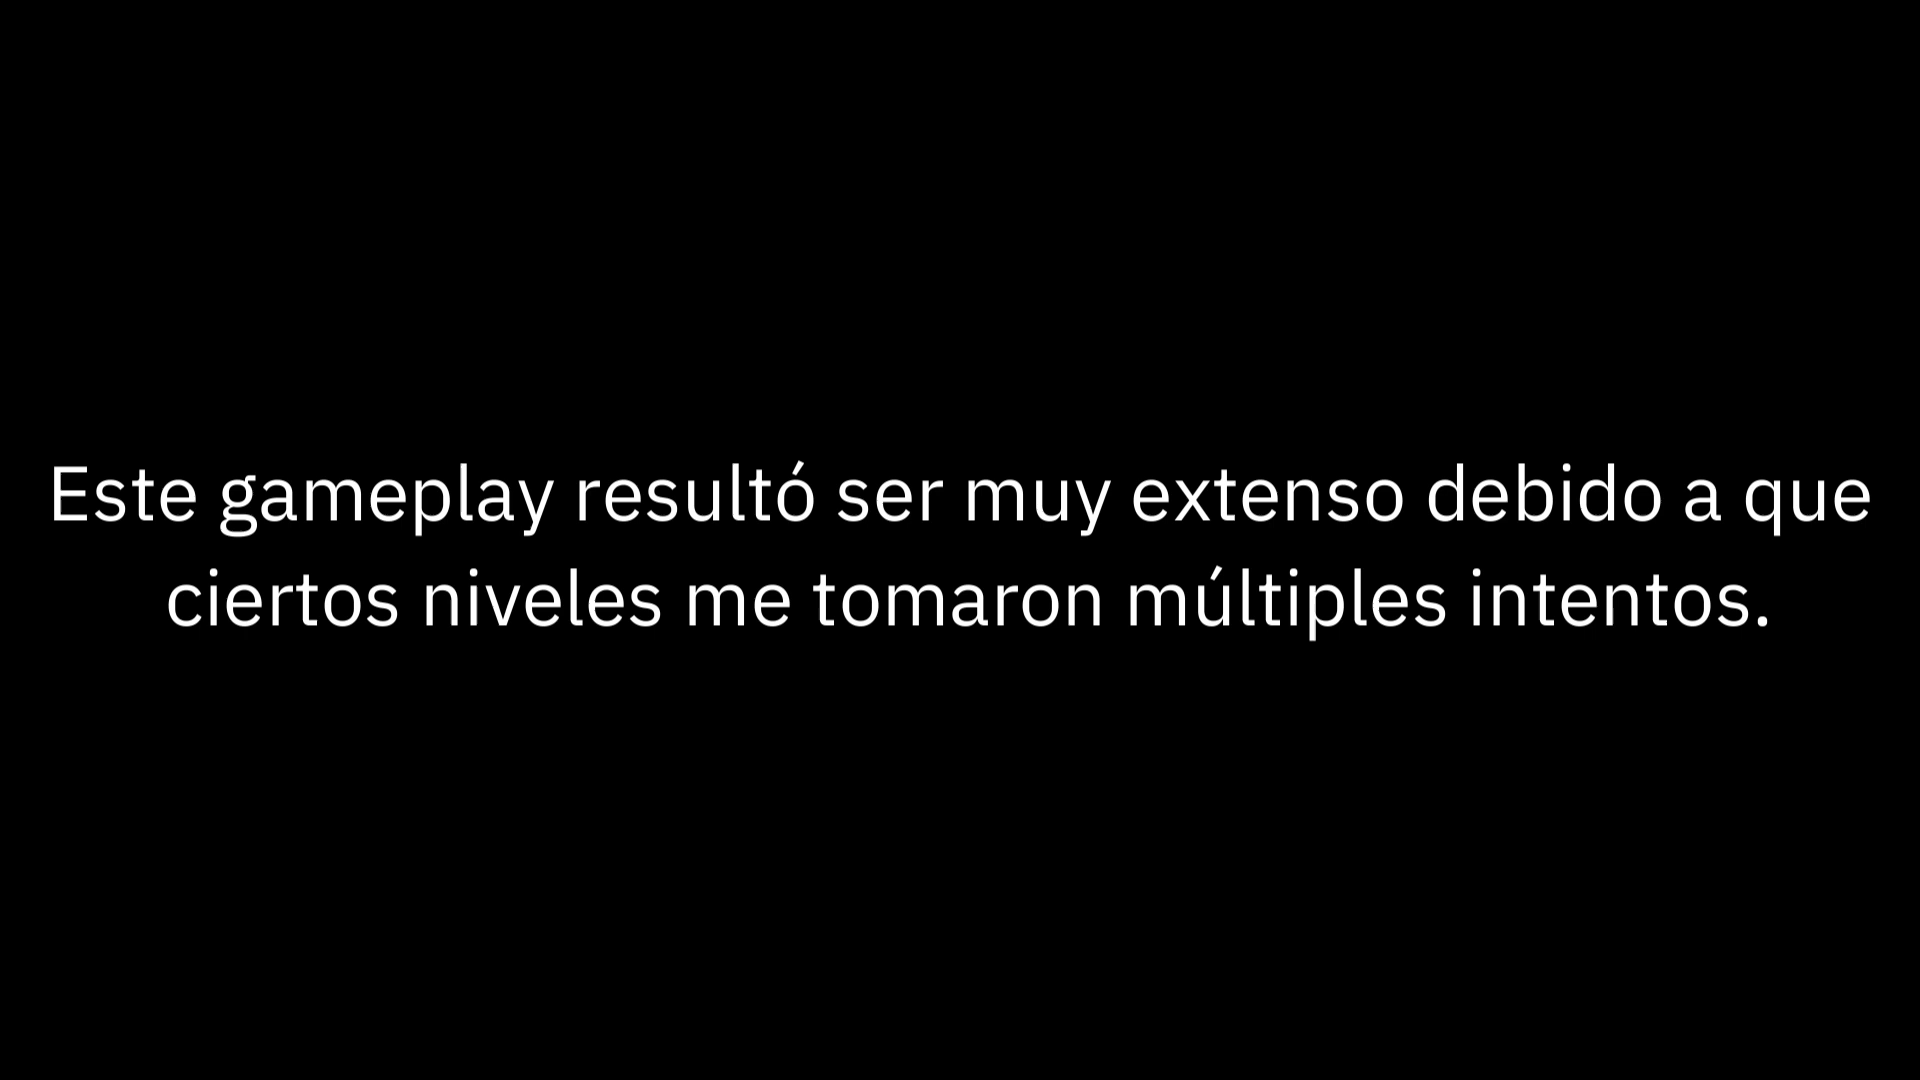 Este gameplay resultó ser muy extenso debido a que
ciertos niveles me tomaron múltiples intentos.